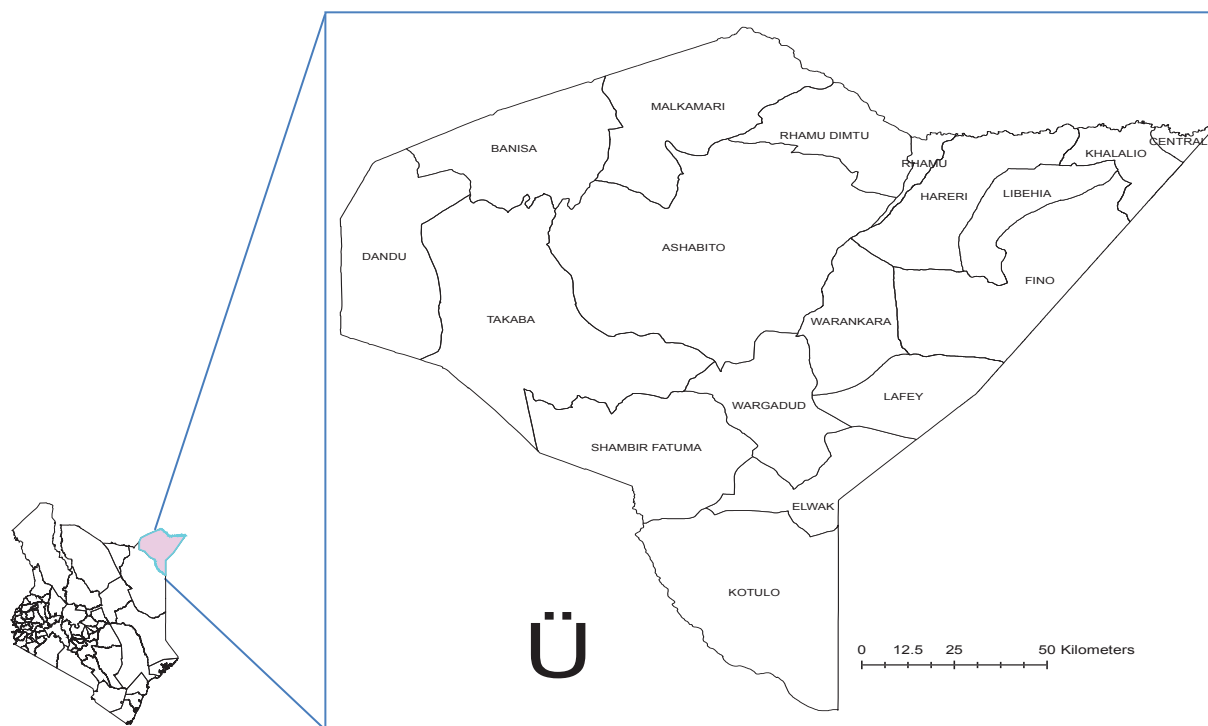 MALKAMARI
RHAMU DIMTU
BANISA
CENTRAL
KHALALIO
RHAMU
HARERI
LIBEHIA
ASHABITO
DANDU
FINO
TAKABA
WARANKARA
LAFEY
WARGADUD
SHAMBIR FATUMA
ELWAK
KOTULO
Ü
0 12.5 25 50 Kilometers